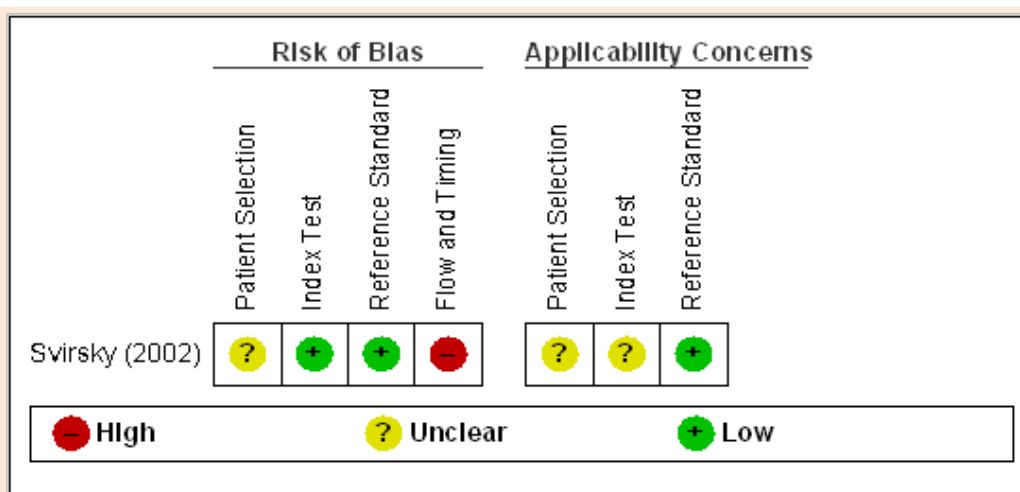 Risk of Bias Applicability Concerns
Patient Selection
Index Test
Reference Standard
Flow and Timing
Patient Selection
Index Test
Reference Standard
Svirsky (2002) ? + + – ? ? +
– High ? Unclear + Low